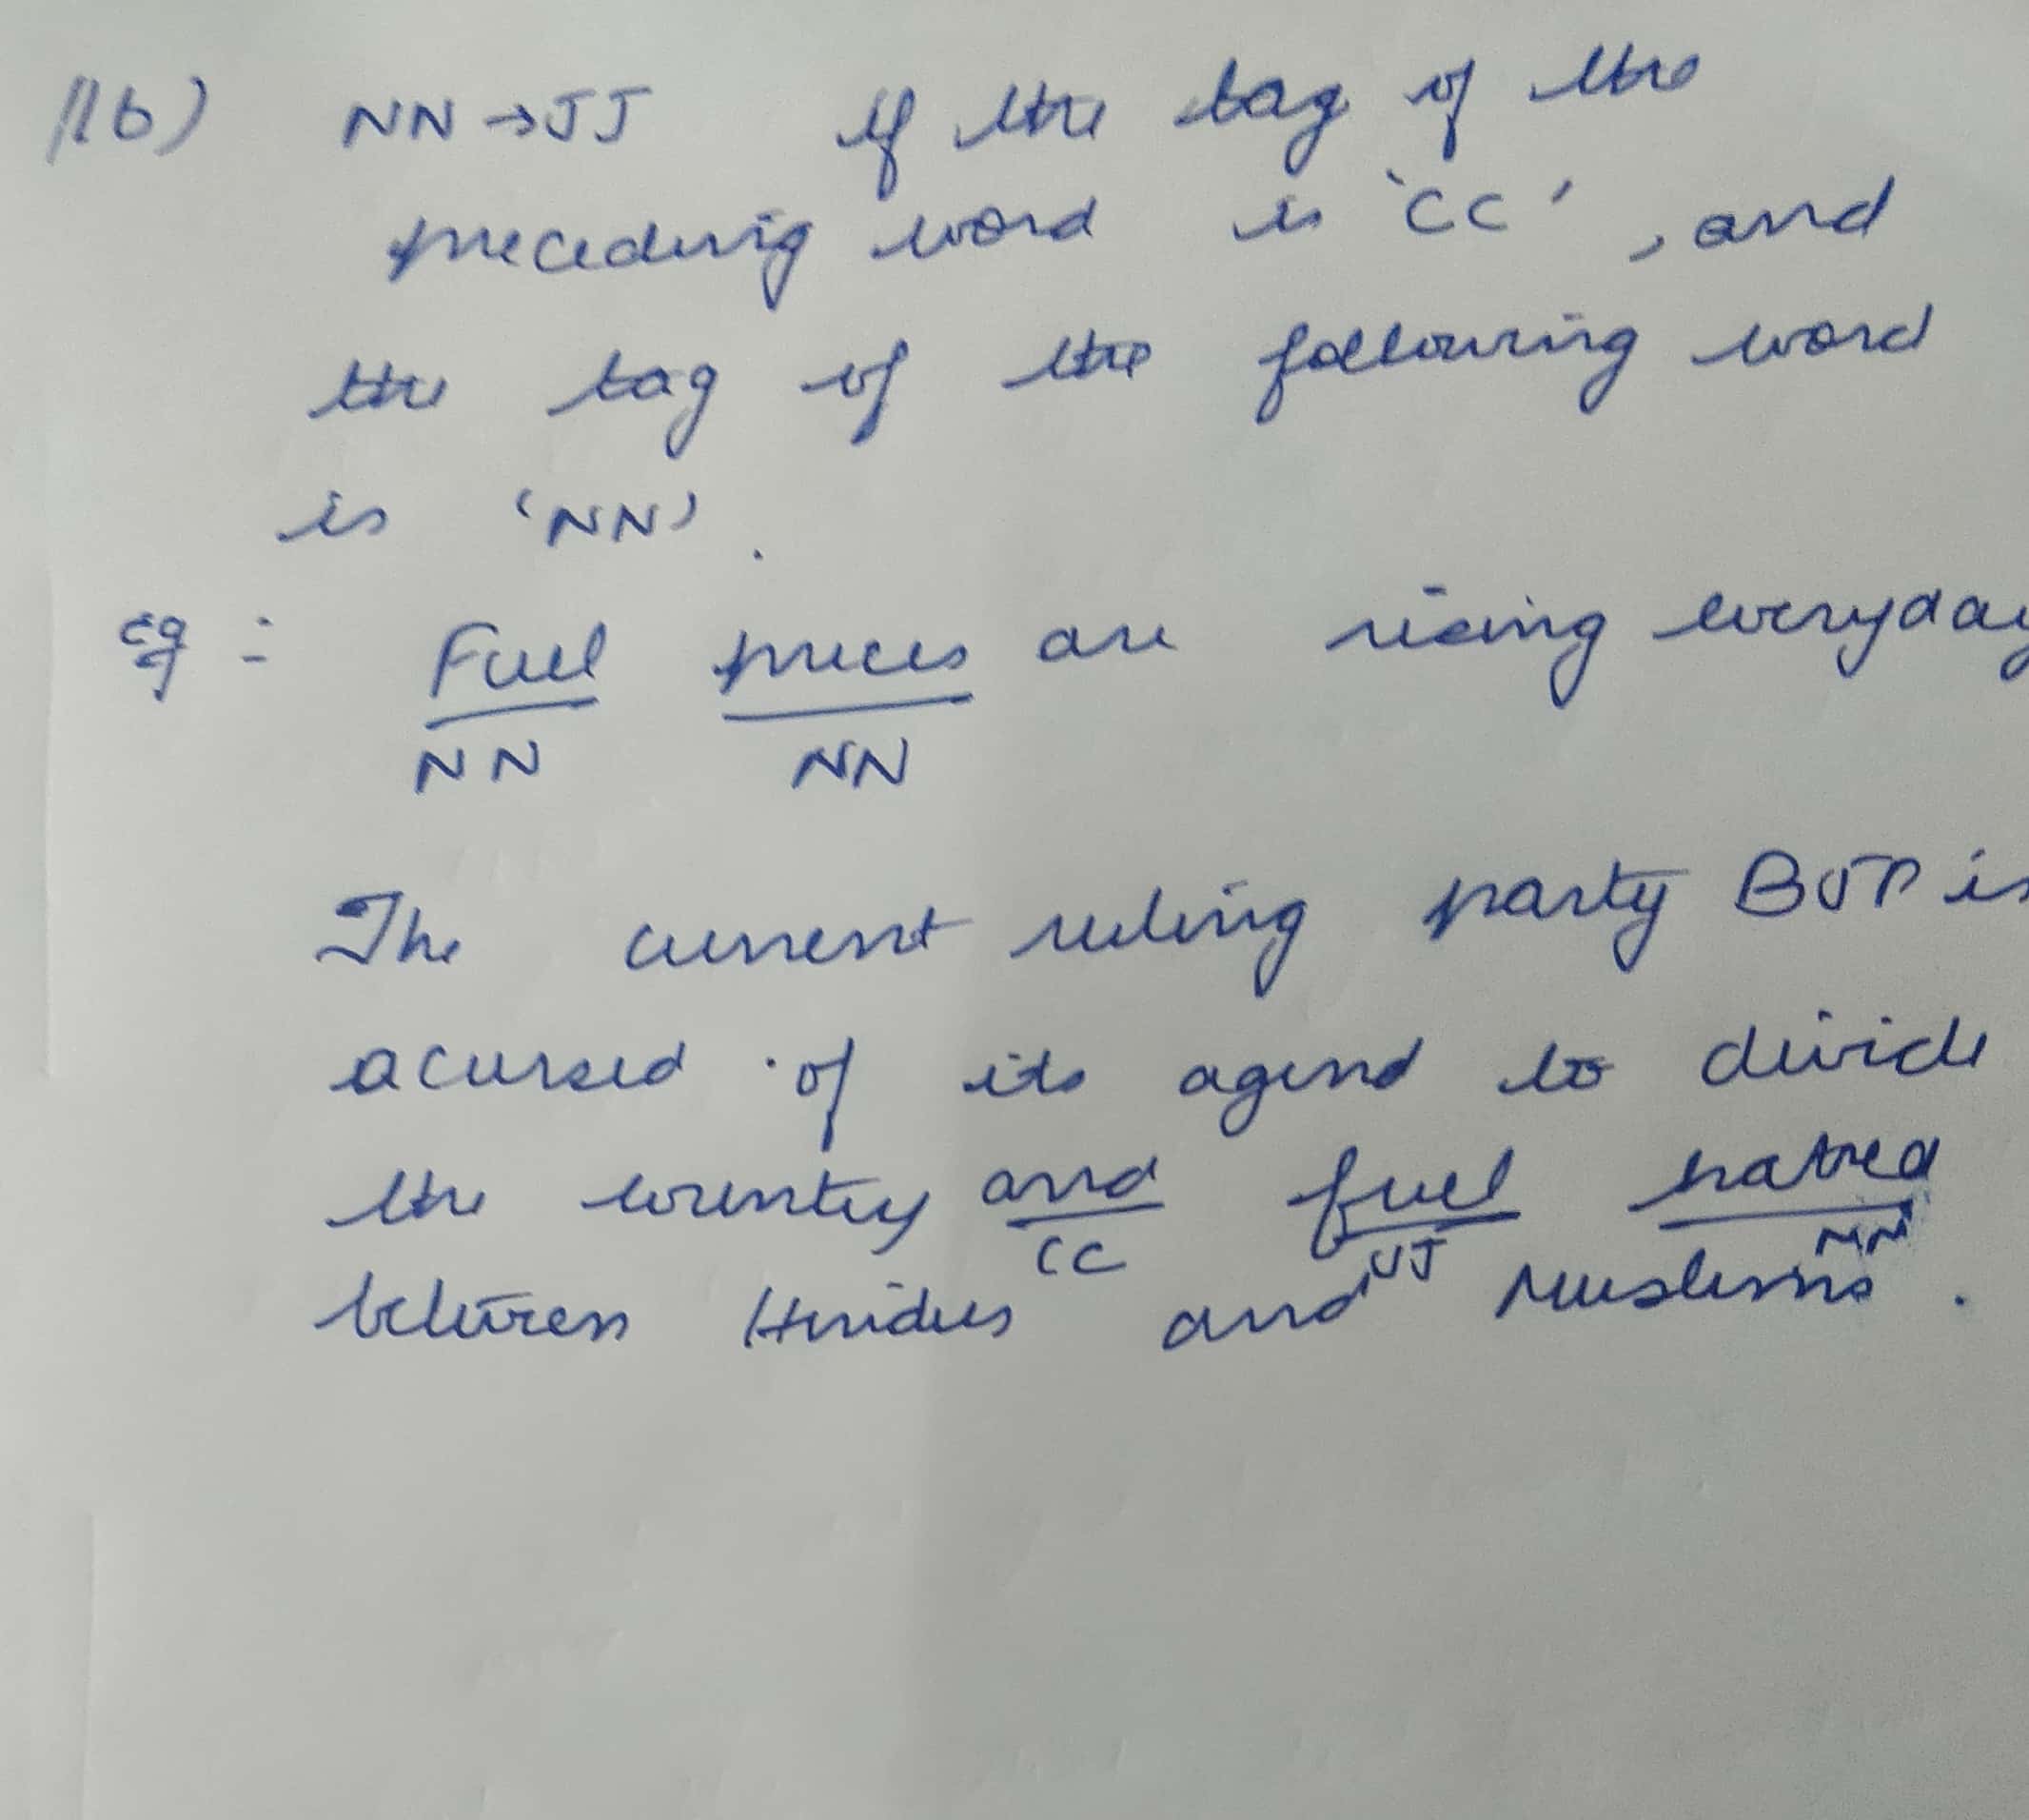 11b) NN → JJ if the tag of the
preceding word is 'CC', and
the tag of the following word
is 'NN'.
eg :- Fuel prices are rising everyday
NN NN
The current ruling party BJP is
acursed of its agend to divide
the country and fuel hatred
CC JJ NN
between Hindus and Muslims.